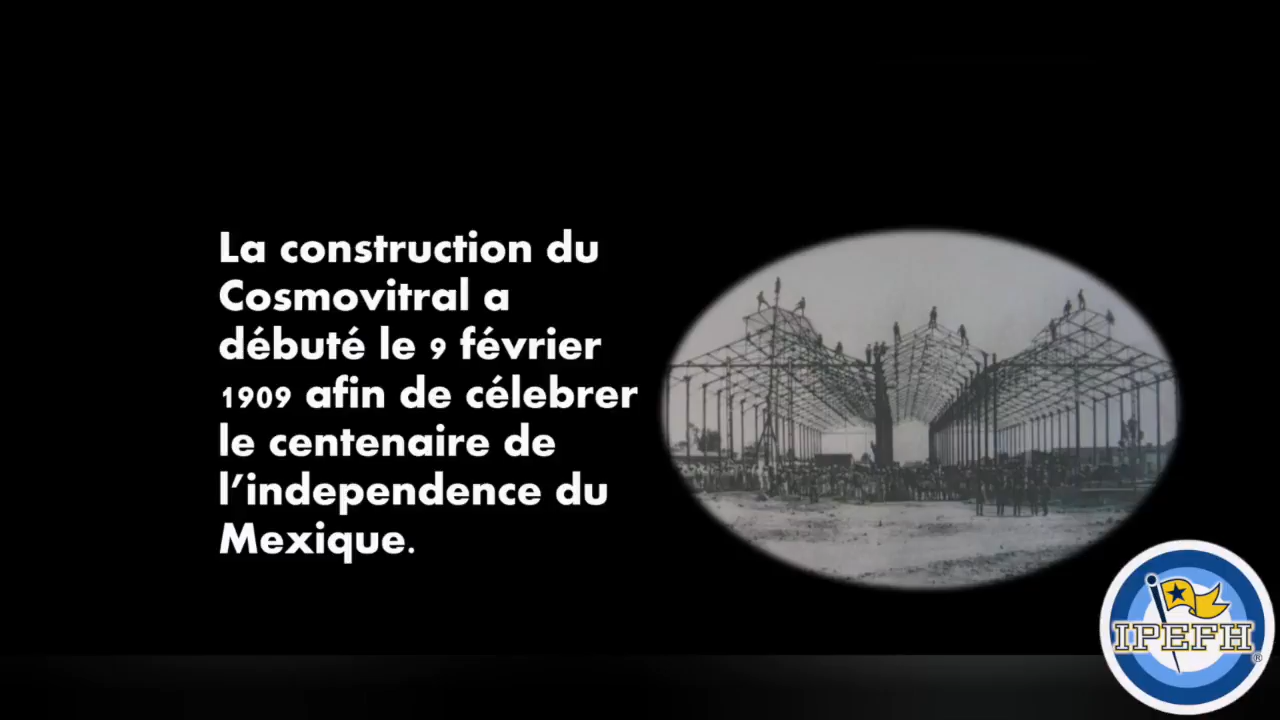 La construction du
Cosmovitral a
débuté le 9 février
1909 afin de célebrer
le centenaire de
l’independence du
Mexique.
IPEFH
®